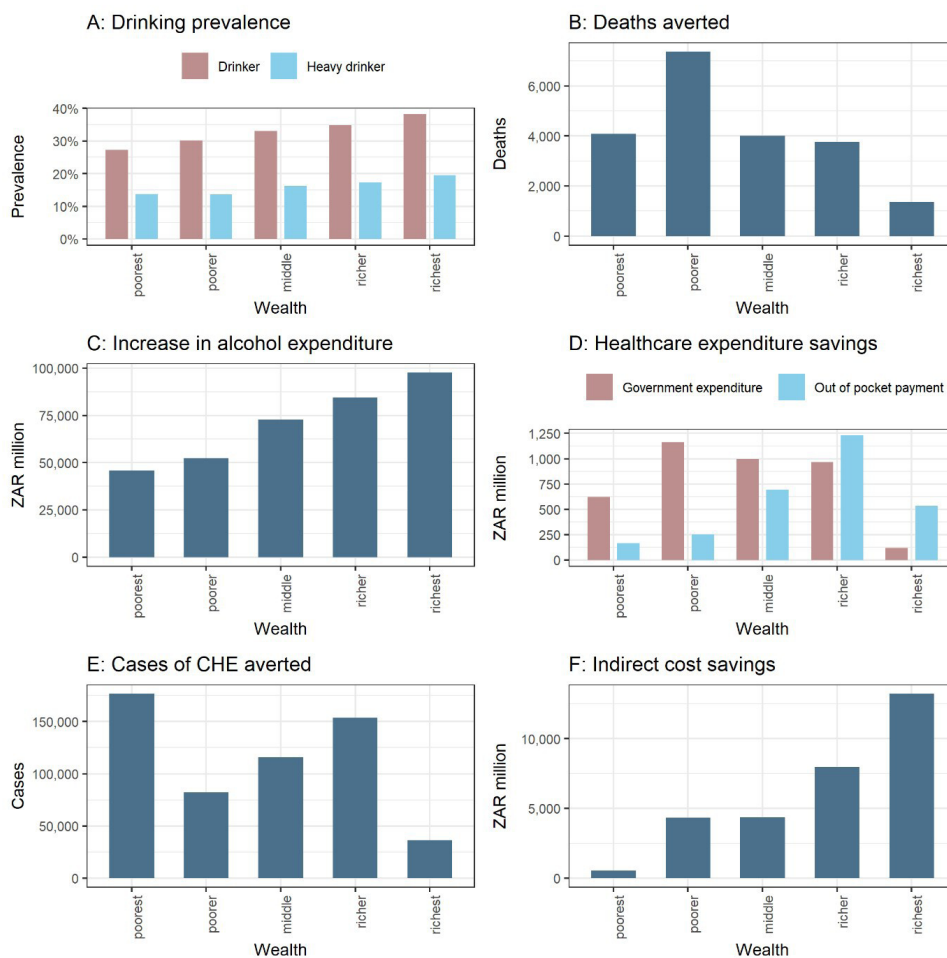 A: Drinking prevalence
Drinker
Heavy drinker
40%
30%
20%
10%
0%
Prevalence
poorest
poorer
middle
richer
richest
Wealth
B: Deaths averted
6,000
4,000
2,000
0
Deaths
poorest
poorer
middle
richer
richest
Wealth
C: Increase in alcohol expenditure
100,000
75,000
50,000
25,000
0
ZAR million
poorest
poorer
middle
richer
richest
Wealth
D: Healthcare expenditure savings
Government expenditure
Out of pocket payment
1,250
1,000
750
500
250
0
ZAR million
poorest
poorer
middle
richer
richest
Wealth
E: Cases of CHE averted
150,000
100,000
50,000
0
Cases
poorest
poorer
middle
richer
richest
Wealth
F: Indirect cost savings
10,000
5,000
0
ZAR million
poorest
poorer
middle
richer
richest
Wealth